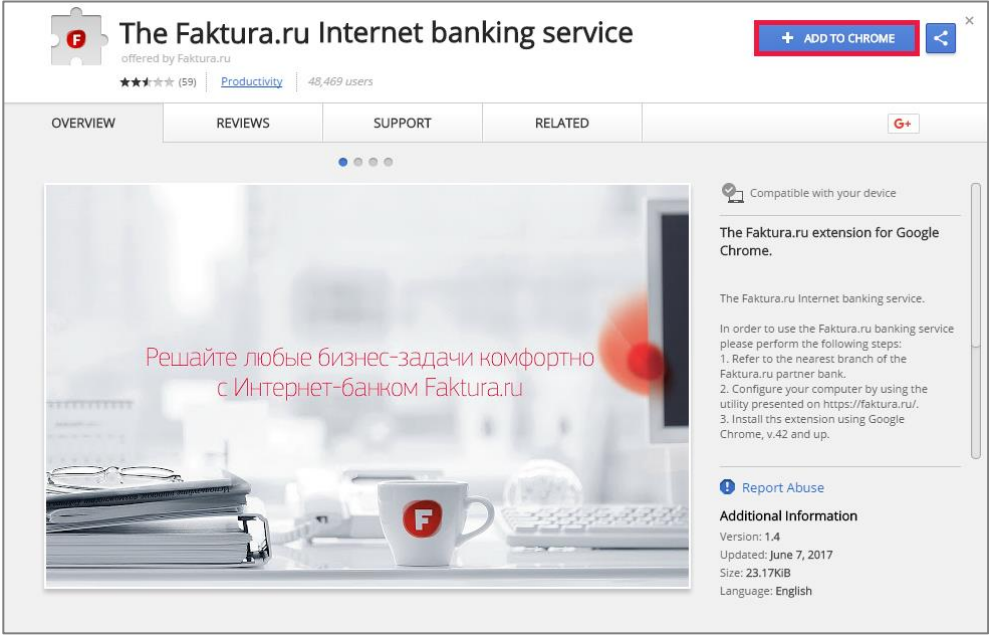 F
The Faktura.ru Internet banking service
offered by Faktura.ru
(59) Productivity 48,469 users
+ ADD TO CHROME
×
OVERVIEW REVIEWS SUPPORT RELATED G+
Compatible with your device
The Faktura.ru extension for Google
Chrome.
The Faktura.ru Internet banking service.
In order to use the Faktura.ru banking service
please perform the following steps:
1. Refer to the nearest branch of the
Faktura.ru partner bank.
2. Configure your computer by using the
utility presented on https://faktura.ru/.
3. Install ths extension using Google
Chrome, v.42 and up.
Решайте любые бизнес-задачи комфортно
с Интернет-банком Faktura.ru
F
Report Abuse
Additional Information
Version: 1.4
Updated: June 7, 2017
Size: 23.17KiB
Language: English